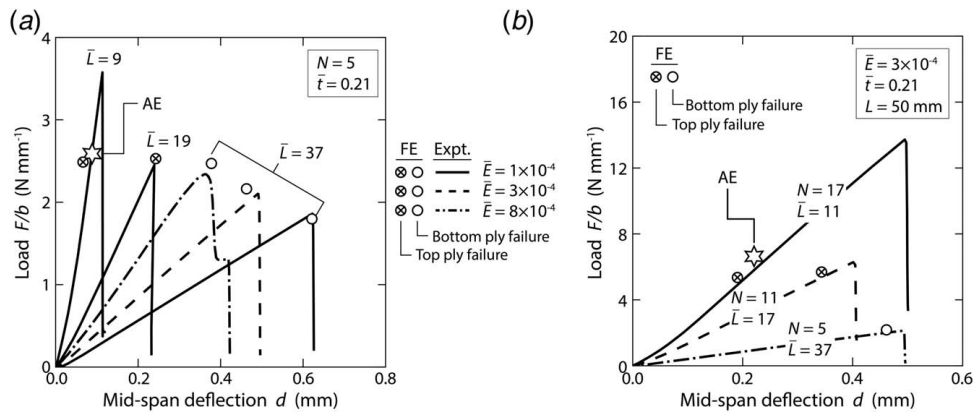 (a)
4
3
2
1
0
0.0 0.2 0.4 0.6 0.8
Load F/b (N mm⁻¹)
Mid-span deflection d (mm)
L̄ = 9
AE
L̄ = 19
L̄ = 37
N = 5
t̄ = 0.21
FE Expt.
Ē = 1×10⁻⁴
Ē = 3×10⁻⁴
Ē = 8×10⁻⁴
Bottom ply failure
Top ply failure
(b)
20
16
12
8
4
0
0.0 0.2 0.4 0.6
Load F/b (N mm⁻¹)
Mid-span deflection d (mm)
FE
Bottom ply failure
Top ply failure
Ē = 3×10⁻⁴
t̄ = 0.21
L = 50 mm
AE
N = 17
L̄ = 11
N = 11
L̄ = 17
N = 5
L̄ = 37